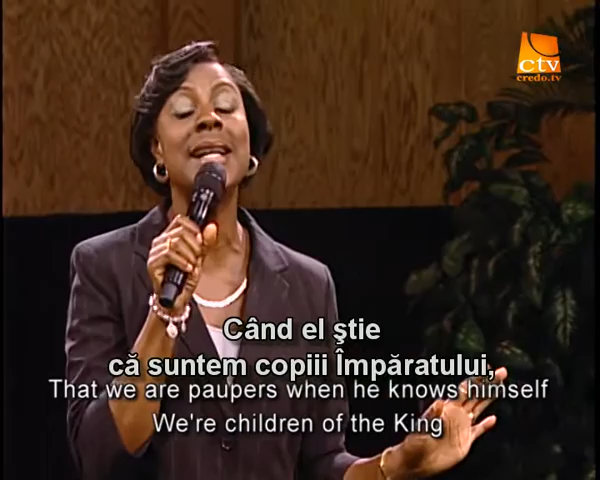 ctv
credo.tv
Când el ştie
că suntem copiii Împăratului,
That we are paupers when he knows himself
We're children of the King